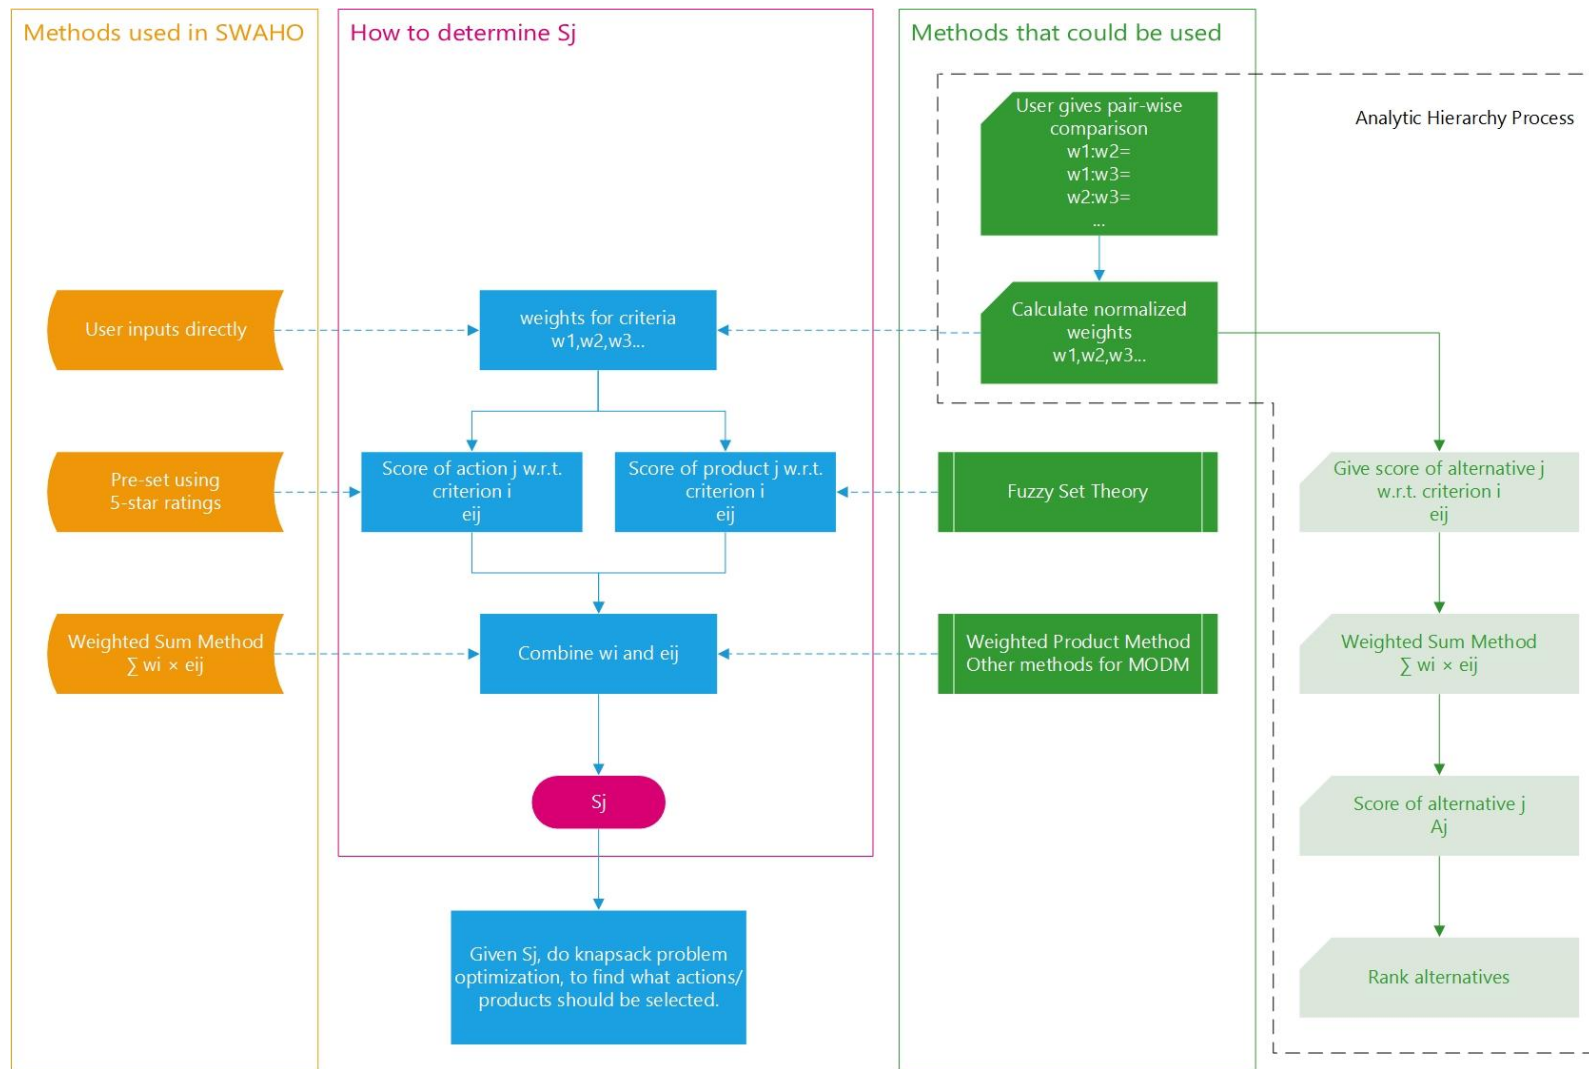 Methods used in SWAHO
How to determine Sj
Methods that could be used
Analytic Hierarchy Process
User gives pair-wise
comparison
w1:w2=
w1:w3=
w2:w3=
...
User inputs directly
weights for criteria
w1,w2,w3...
Calculate normalized
weights
w1,w2,w3...
Pre-set using
5-star ratings
Score of action j w.r.t.
criterion i
eij
Score of product j w.r.t.
criterion i
eij
Fuzzy Set Theory
Give score of alternative j
w.r.t. criterion i
eij
Weighted Sum Method
∑ wi × eij
Combine wi and eij
Weighted Product Method
Other methods for MODM
Weighted Sum Method
∑ wi × eij
Sj
Score of alternative j
Aj
Given Sj, do knapsack problem
optimization, to find what actions/
products should be selected.
Rank alternatives